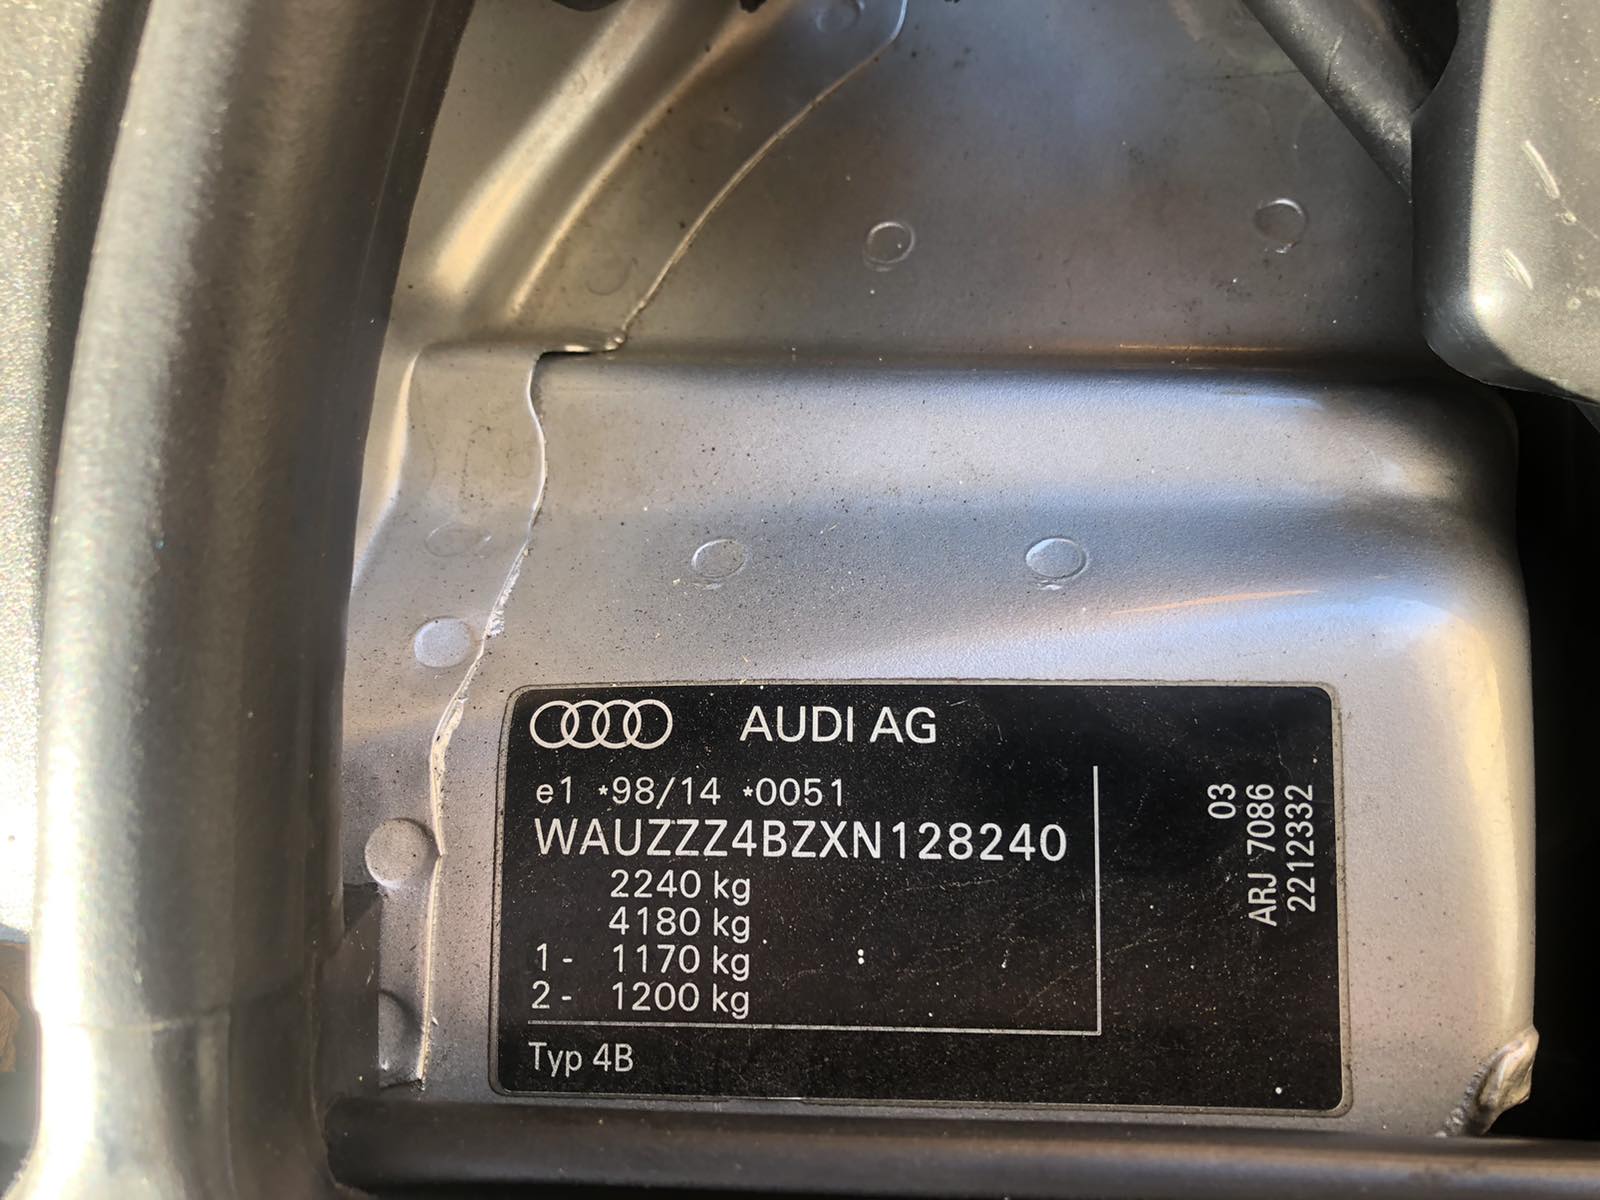 AUDI AG
e1 *98/14 *0051
WAUZZZ4BZXN128240
2240 kg
4180 kg
1- 1170 kg
2- 1200 kg
Typ 4B
03
ARJ 7086
2212332